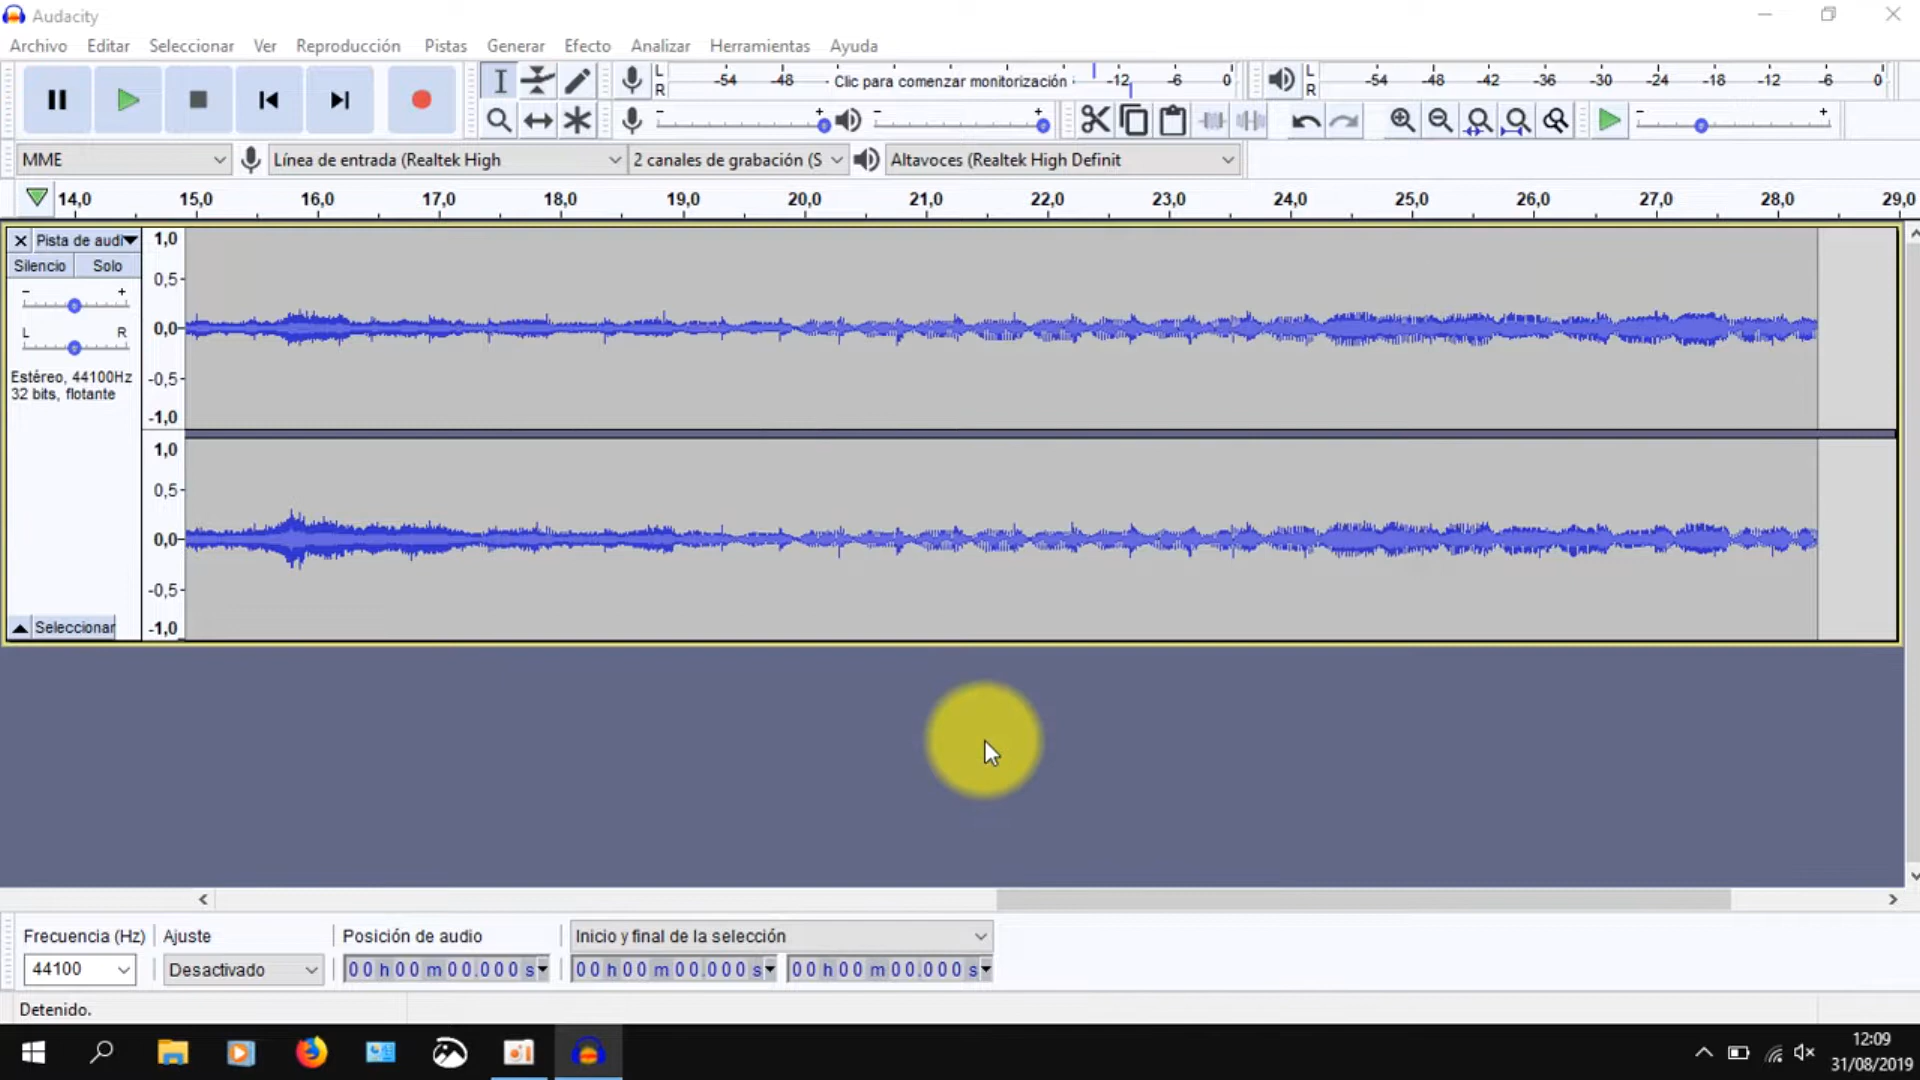 Audacity
Archivo Editar Seleccionar Ver Reproducción Pistas Generar Efecto Analizar Herramientas Ayuda
L R -54 -48 - Clic para comenzar monitorización -12 -6 0 L R -54 -48 -42 -36 -30 -24 -18 -12 -6 0
- + - + - +
MME Línea de entrada (Realtek High 2 canales de grabación (S Altavoces (Realtek High Definit
14,0 15,0 16,0 17,0 18,0 19,0 20,0 21,0 22,0 23,0 24,0 25,0 26,0 27,0 28,0 29,0
Pista de audi
Silencio Solo
- +
L R
Estéreo, 44100Hz
32 bits, flotante
1,0
0,5-
0,0-
-0,5-
-1,0
1,0
0,5-
0,0-
-0,5-
-1,0
Seleccionar
Frecuencia (Hz) Ajuste Posición de audio Inicio y final de la selección
44100 Desactivado 00 h 00 m 00.000 s 00 h 00 m 00.000 s 00 h 00 m 00.000 s
Detenido.
12:09
31/08/2019